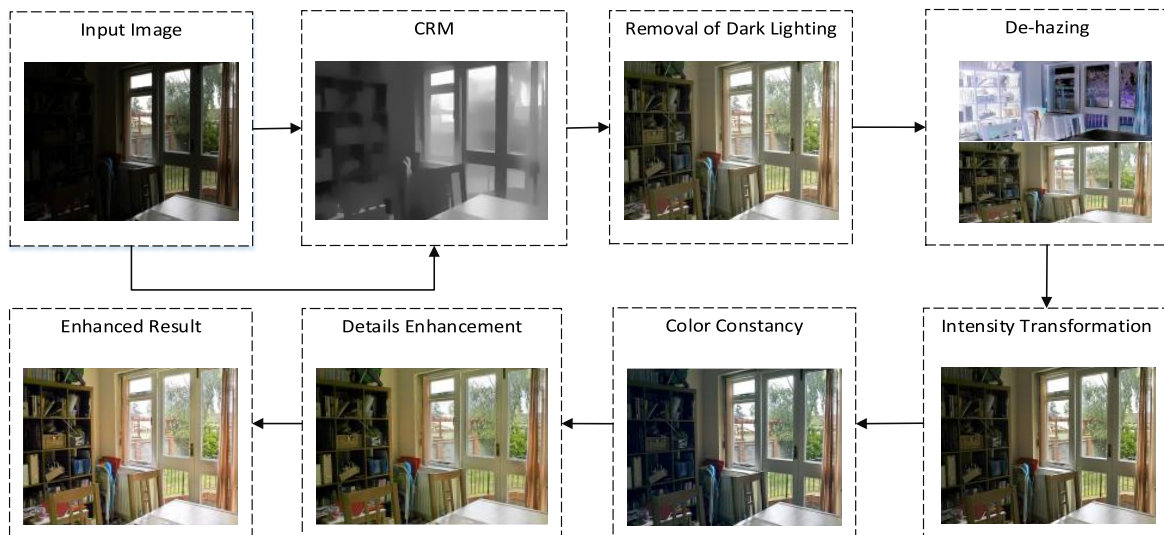 Input Image
CRM
Removal of Dark Lighting
De-hazing
Enhanced Result
Details Enhancement
Color Constancy
Intensity Transformation